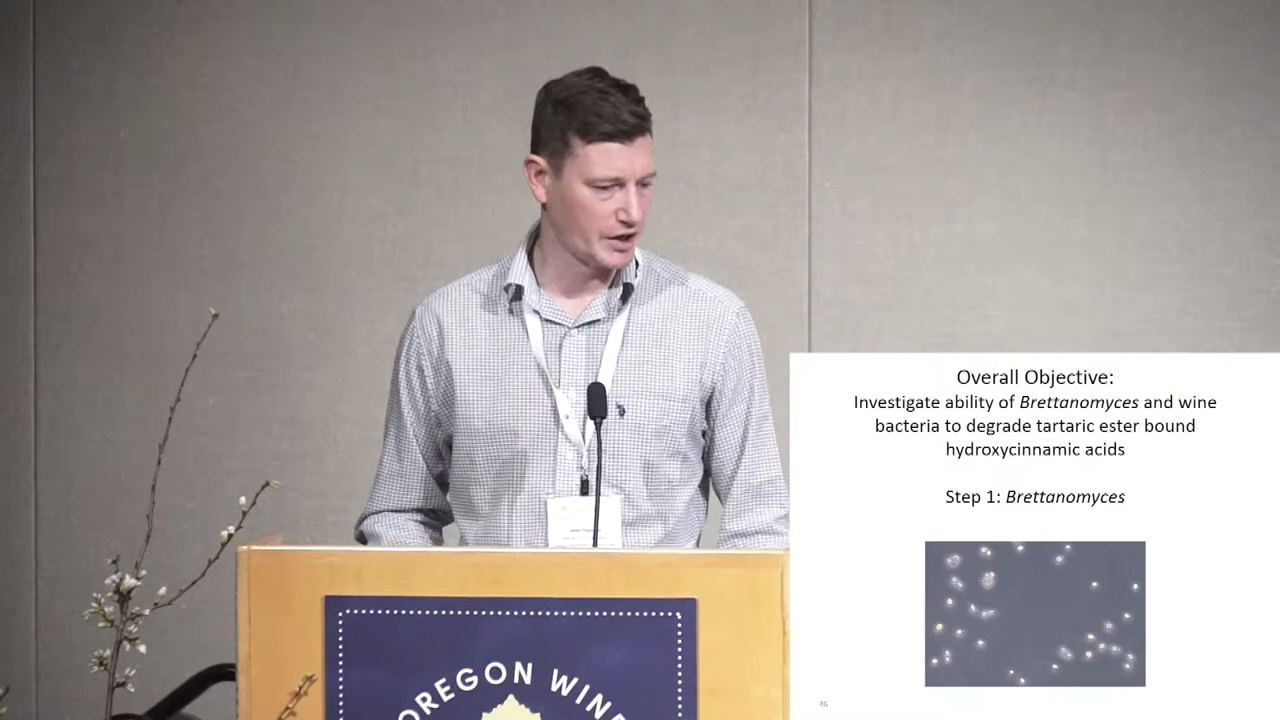 Overall Objective:
Investigate ability of Brettanomyces and wine
bacteria to degrade tartaric ester bound
hydroxycinnamic acids
Step 1: Brettanomyces
46
OREGON WINE